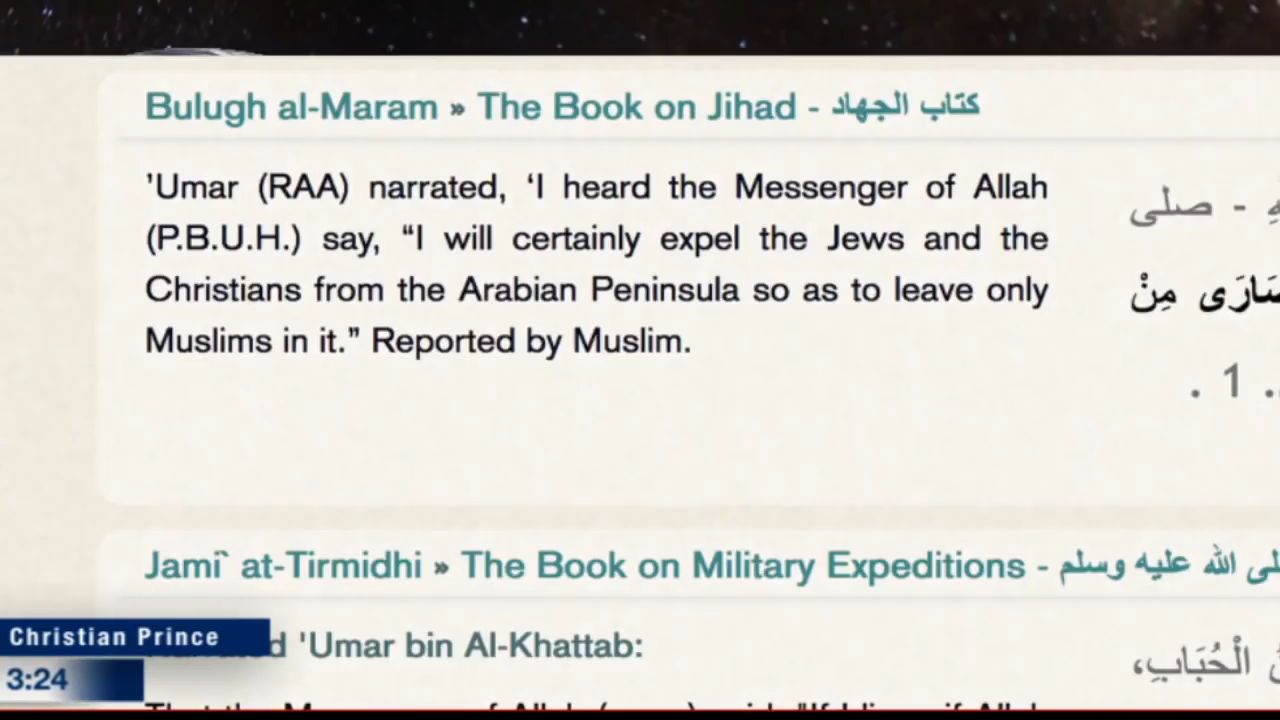 Bulugh al-Maram » The Book on Jihad - كتاب الجهاد
'Umar (RAA) narrated, ‘I heard the Messenger of Allah
(P.B.U.H.) say, “I will certainly expel the Jews and the
Christians from the Arabian Peninsula so as to leave only
Muslims in it.” Reported by Muslim.
- صلى
مِنْ
. 1 .
Jami` at-Tirmidhi » The Book on Military Expeditions - الله عليه وسلم
'Umar bin Al-Khattab:
الْحُبَابِ،
Christian Prince
3:24